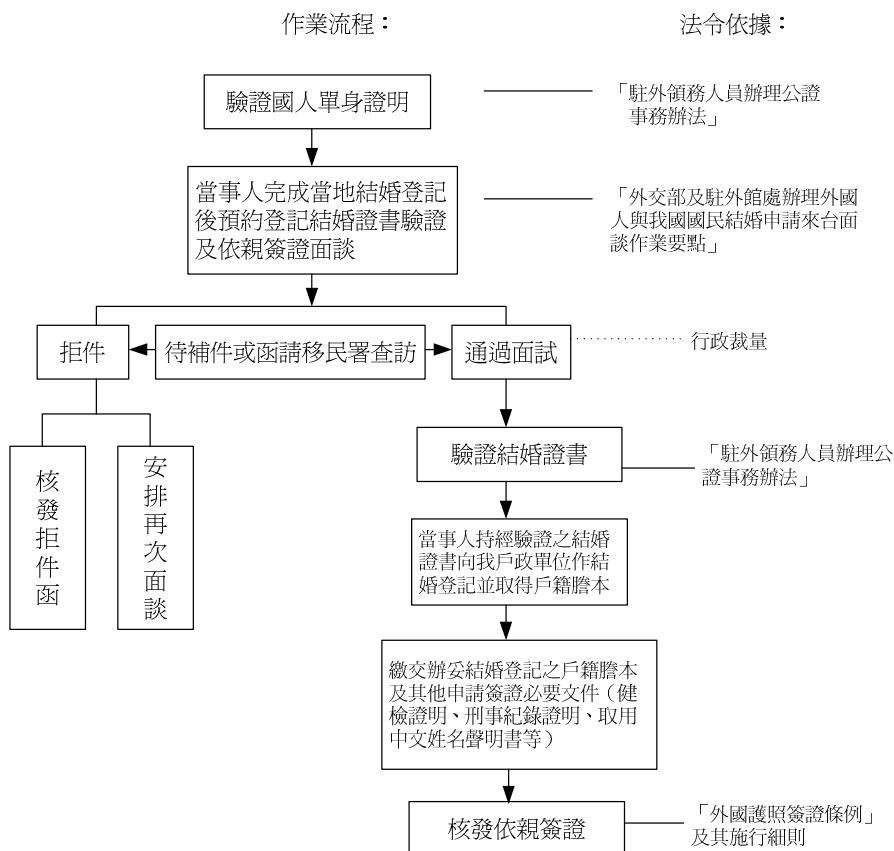 作業流程：
法令依據：
驗證國人單身證明
「駐外領務人員辦理公證
事務辦法」
當事人完成當地結婚登記
後預約登記結婚證書驗證
及依親簽證面談
「外交部及駐外館處辦理外國
人與我國國民結婚申請來台面
談作業要點」
拒件
待補件或函請移民署查訪
通過面試
行政裁量
核發拒件函
安排再次面談
驗證結婚證書
「駐外領務人員辦理公
證事務辦法」
當事人持經驗證之結婚
證書向我戶政單位作結
婚登記並取得戶籍謄本
繳交辦妥結婚登記之戶籍謄本
及其他申請簽證必要文件（健
檢證明、刑事紀錄證明、取用
中文姓名聲明書等）
核發依親簽證
「外國護照簽證條例」
及其施行細則